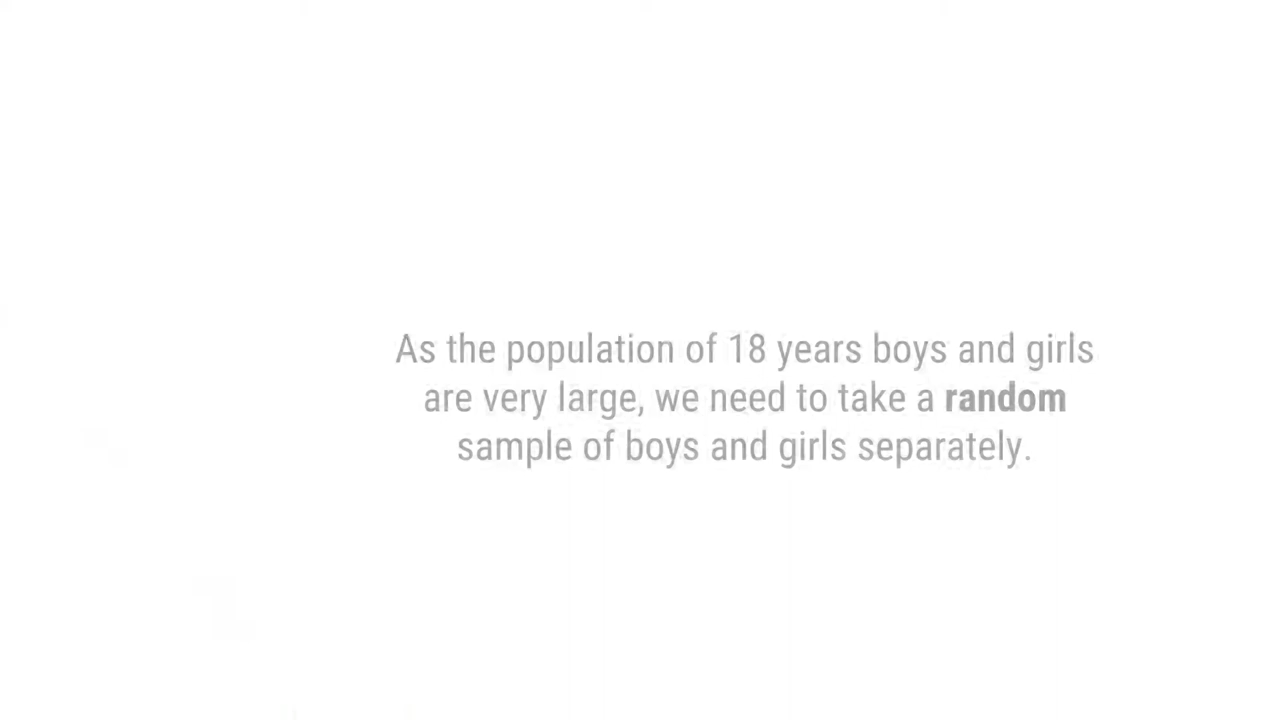 As the population of 18 years boys and girls
are very large, we need to take a random
sample of boys and girls separately.